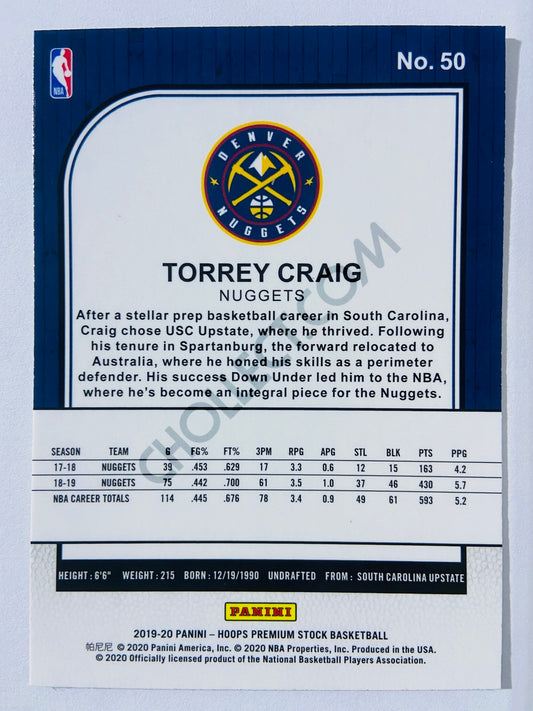 No. 50
NBA
DENVER
NUGGETS
TORREY CRAIG
NUGGETS
After a stellar prep basketball career in South Carolina,
Craig chose USC Upstate, where he thrived. Following
his tenure in Spartanburg, the forward relocated to
Australia, where he honed his skills as a perimeter
defender. His success Down Under led him to the NBA,
where he's become an integral piece for the Nuggets.
CHOLLECT.COM
SEASON TEAM G FG% FT% 3PM RPG APG STL BLK PTS PPG
17-18 NUGGETS 39 .453 .629 17 3.3 0.6 12 15 163 4.2
18-19 NUGGETS 75 .442 .700 61 3.5 1.0 37 46 430 5.7
NBA CAREER TOTALS 114 .445 .676 78 3.4 0.9 49 61 593 5.2
HEIGHT: 6'6" WEIGHT: 215 BORN: 12/19/1990 UNDRAFTED FROM: SOUTH CAROLINA UPSTATE
PANINI
2019-20 PANINI – HOOPS PREMIUM STOCK BASKETBALL
帕尼尼 © 2020 Panini America, Inc. © 2020 NBA Properties, Inc. Produced in the USA.
© 2020 Officially licensed product of the National Basketball Players Association.